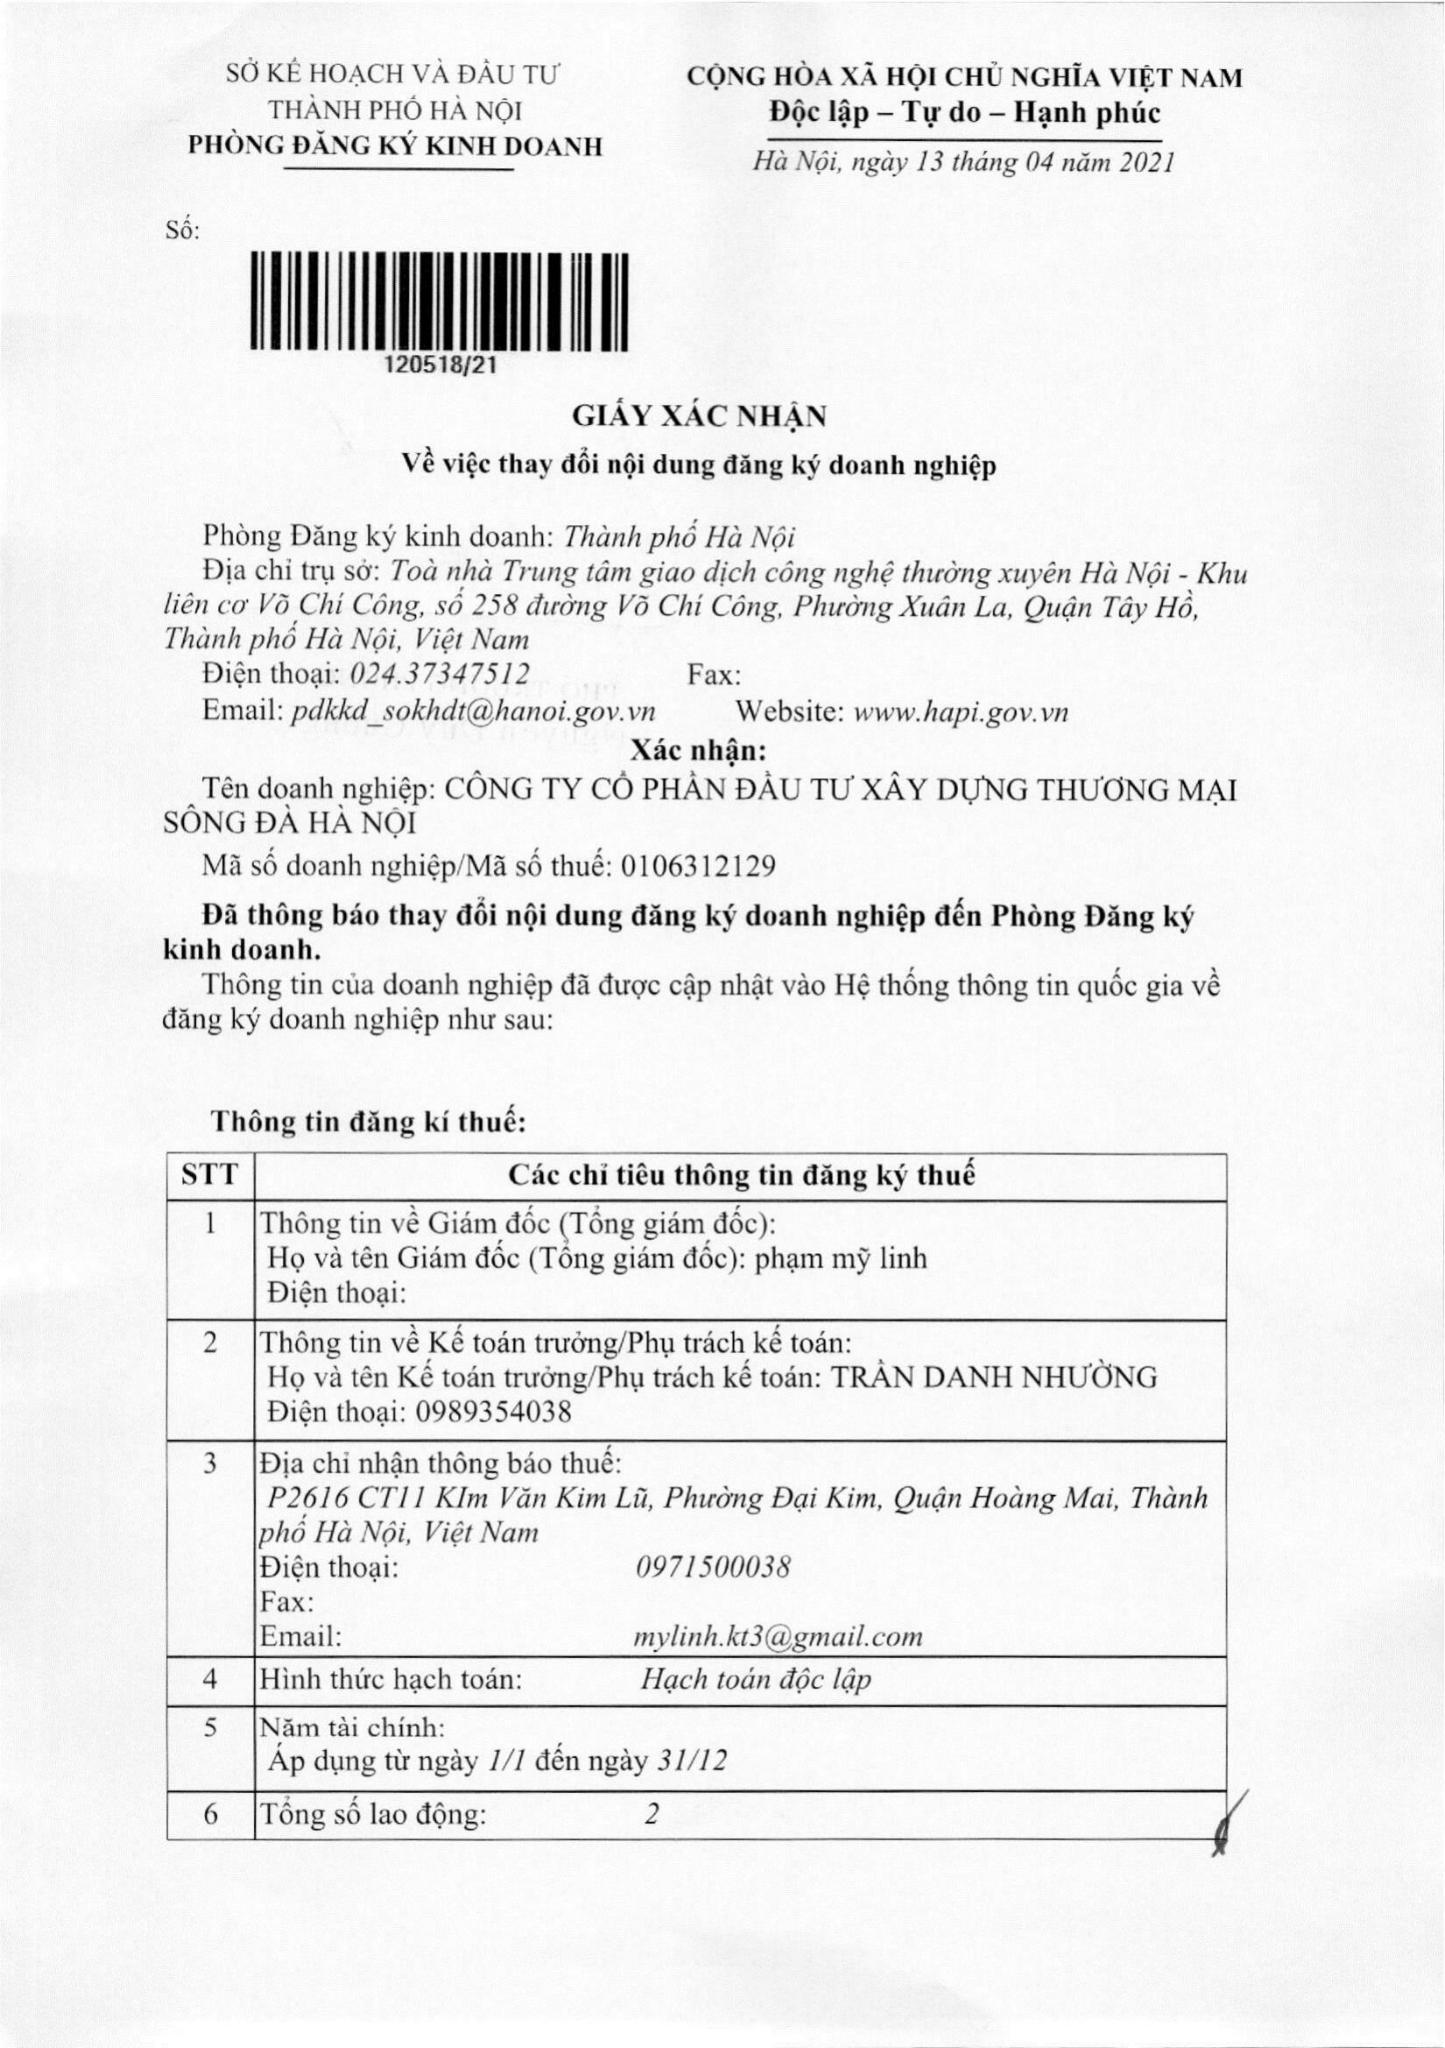 SỞ KẾ HOẠCH VÀ ĐẦU TƯ
THÀNH PHỐ HÀ NỘI
PHÒNG ĐĂNG KÝ KINH DOANH
CỘNG HÒA XÃ HỘI CHỦ NGHĨA VIỆT NAM
Độc lập – Tự do – Hạnh phúc
Hà Nội, ngày 13 tháng 04 năm 2021
Số:
120518/21
GIẤY XÁC NHẬN
Về việc thay đổi nội dung đăng ký doanh nghiệp
Phòng Đăng ký kinh doanh: Thành phố Hà Nội
Địa chỉ trụ sở: Toà nhà Trung tâm giao dịch công nghệ thường xuyên Hà Nội - Khu
liên cơ Võ Chí Công, số 258 đường Võ Chí Công, Phường Xuân La, Quận Tây Hồ,
Thành phố Hà Nội, Việt Nam
Điện thoại: 024.37347512 Fax:
Email: pdkkd_sokhdt@hanoi.gov.vn Website: www.hapi.gov.vn
Xác nhận:
Tên doanh nghiệp: CÔNG TY CỔ PHẦN ĐẦU TƯ XÂY DỰNG THƯƠNG MẠI
SÔNG ĐÀ HÀ NỘI
Mã số doanh nghiệp/Mã số thuế: 0106312129
Đã thông báo thay đổi nội dung đăng ký doanh nghiệp đến Phòng Đăng ký
kinh doanh.
Thông tin của doanh nghiệp đã được cập nhật vào Hệ thống thông tin quốc gia về
đăng ký doanh nghiệp như sau:
Thông tin đăng kí thuế:
STT Các chỉ tiêu thông tin đăng ký thuế
1 Thông tin về Giám đốc (Tổng giám đốc):
Họ và tên Giám đốc (Tổng giám đốc): phạm mỹ linh
Điện thoại:
2 Thông tin về Kế toán trưởng/Phụ trách kế toán:
Họ và tên Kế toán trưởng/Phụ trách kế toán: TRẦN DANH NHƯỜNG
Điện thoại: 0989354038
3 Địa chỉ nhận thông báo thuế:
P2616 CT11 KIm Văn Kim Lũ, Phường Đại Kim, Quận Hoàng Mai, Thành
phố Hà Nội, Việt Nam
Điện thoại: 0971500038
Fax:
Email: mylinh.kt3@gmail.com
4 Hình thức hạch toán: Hạch toán độc lập
5 Năm tài chính:
Áp dụng từ ngày 1/1 đến ngày 31/12
6 Tổng số lao động: 2